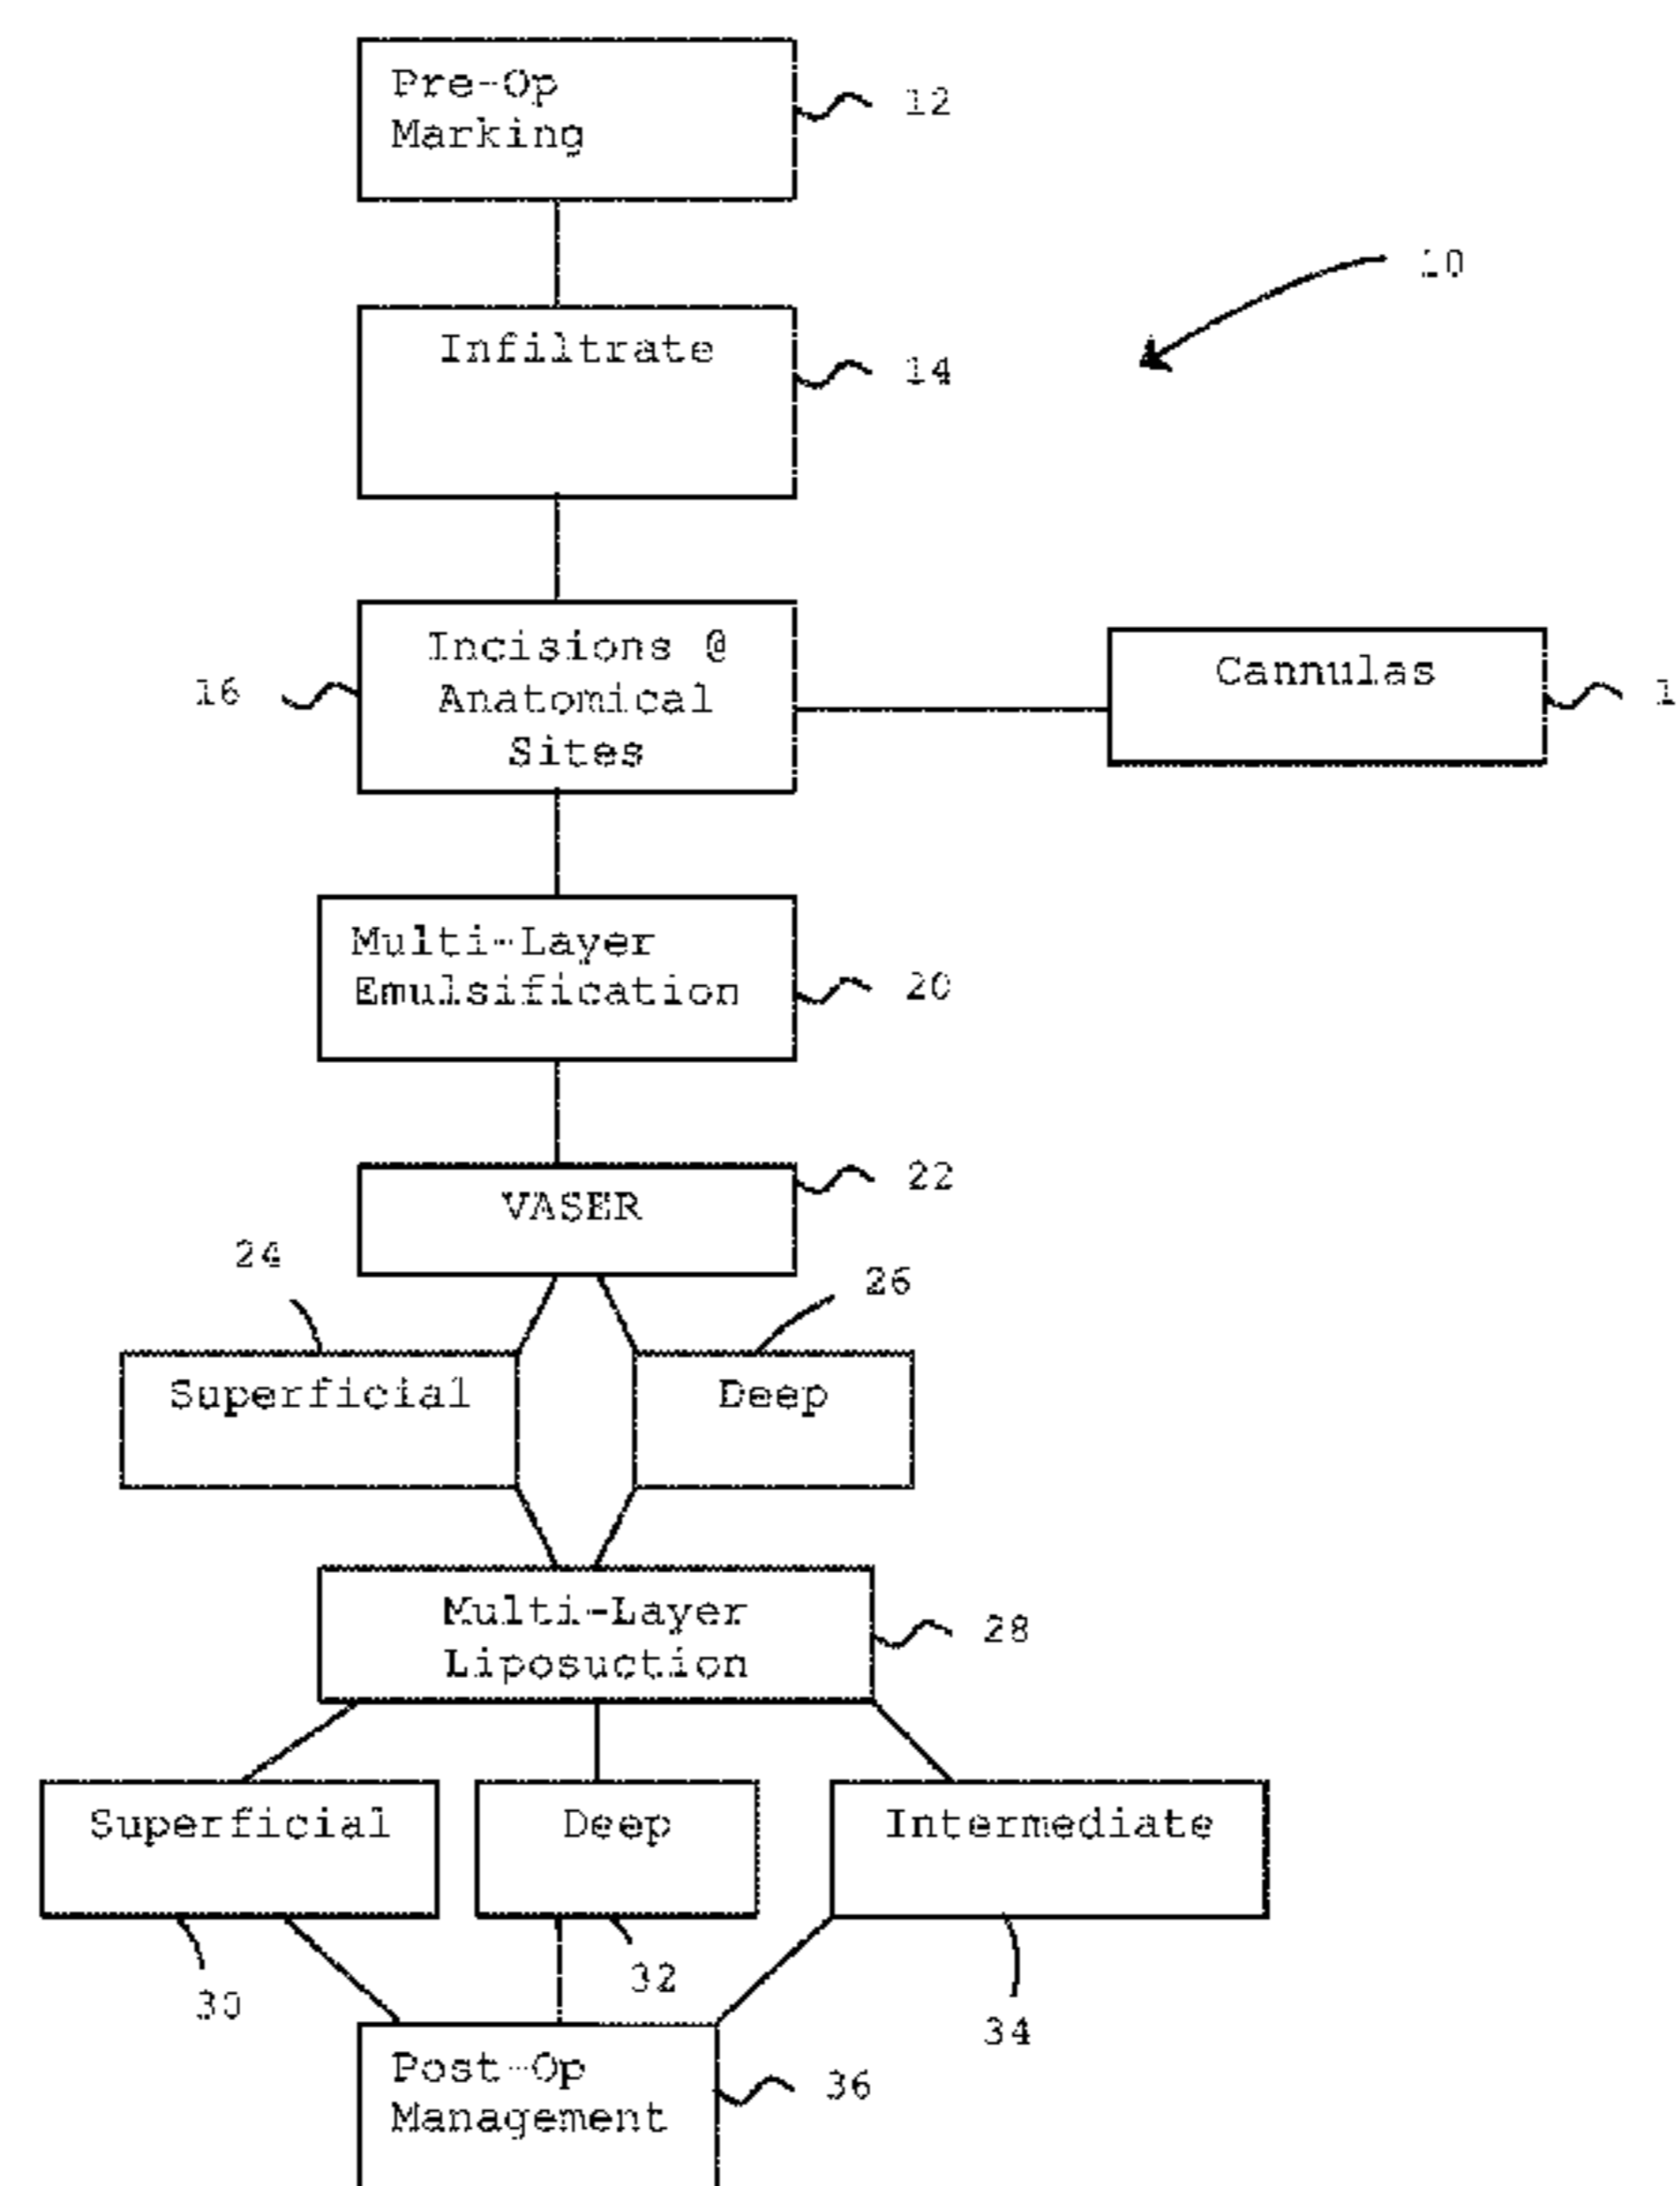 Pre-Op
Marking
12
10
Infiltrate
14
Incisions @
Anatomical
Sites
16
Cannulas
1
Multi-Layer
Emulsification
20
VASER
22
24
26
Superficial
Deep
Multi-Layer
Liposuction
28
Superficial
Deep
Intermediate
30
32
34
Post-Op
Management
36